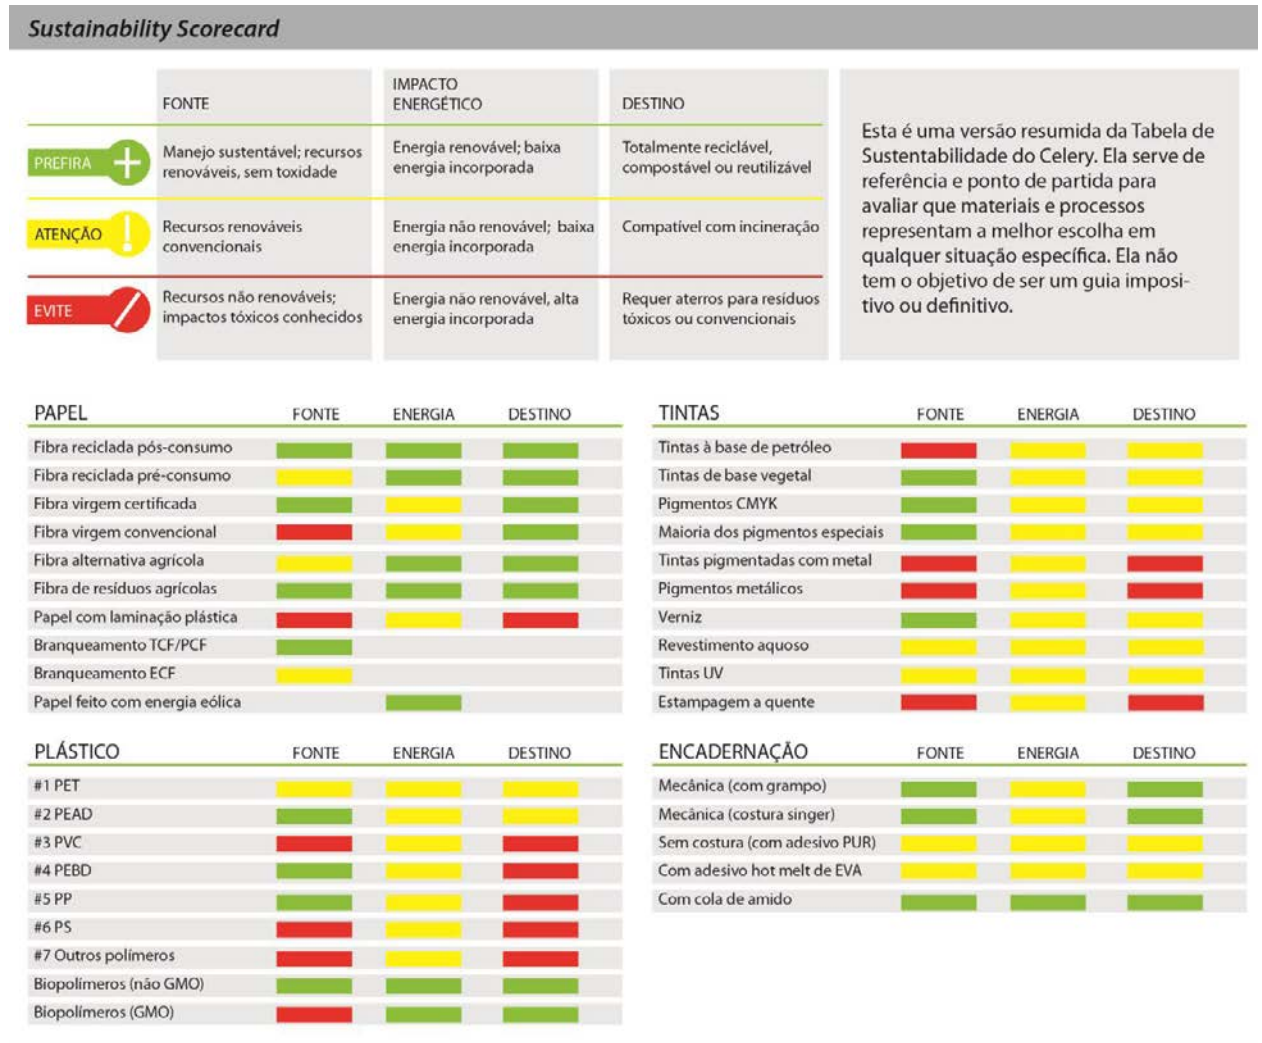 Sustainability Scorecard
FONTE
IMPACTO
ENERGÉTICO
DESTINO
PREFIRA
Manejo sustentável; recursos
renováveis, sem toxidade
Energia renovável; baixa
energia incorporada
Totalmente reciclável,
compostável ou reutilizável
ATENÇÃO
Recursos renováveis
convencionais
Energia não renovável; baixa
energia incorporada
Compatível com incineração
EVITE
Recursos não renováveis;
impactos tóxicos conhecidos
Energia não renovável, alta
energia incorporada
Requer aterros para resíduos
tóxicos ou convencionais
Esta é uma versão resumida da Tabela de
Sustentabilidade do Celery. Ela serve de
referência e ponto de partida para
avaliar que materiais e processos
representam a melhor escolha em
qualquer situação específica. Ela não
tem o objetivo de ser um guia imposi-
tivo ou definitivo.
PAPEL FONTE ENERGIA DESTINO
Fibra reciclada pós-consumo
Fibra reciclada pré-consumo
Fibra virgem certificada
Fibra virgem convencional
Fibra alternativa agrícola
Fibra de resíduos agrícolas
Papel com laminação plástica
Branqueamento TCF/PCF
Branqueamento ECF
Papel feito com energia eólica
TINTAS FONTE ENERGIA DESTINO
Tintas à base de petróleo
Tintas de base vegetal
Pigmentos CMYK
Maioria dos pigmentos especiais
Tintas pigmentadas com metal
Pigmentos metálicos
Verniz
Revestimento aquoso
Tintas UV
Estampagem a quente
PLÁSTICO FONTE ENERGIA DESTINO
#1 PET
#2 PEAD
#3 PVC
#4 PEBD
#5 PP
#6 PS
#7 Outros polímeros
Biopolímeros (não GMO)
Biopolímeros (GMO)
ENCADERNAÇÃO FONTE ENERGIA DESTINO
Mecânica (com grampo)
Mecânica (costura singer)
Sem costura (com adesivo PUR)
Com adesivo hot melt de EVA
Com cola de amido